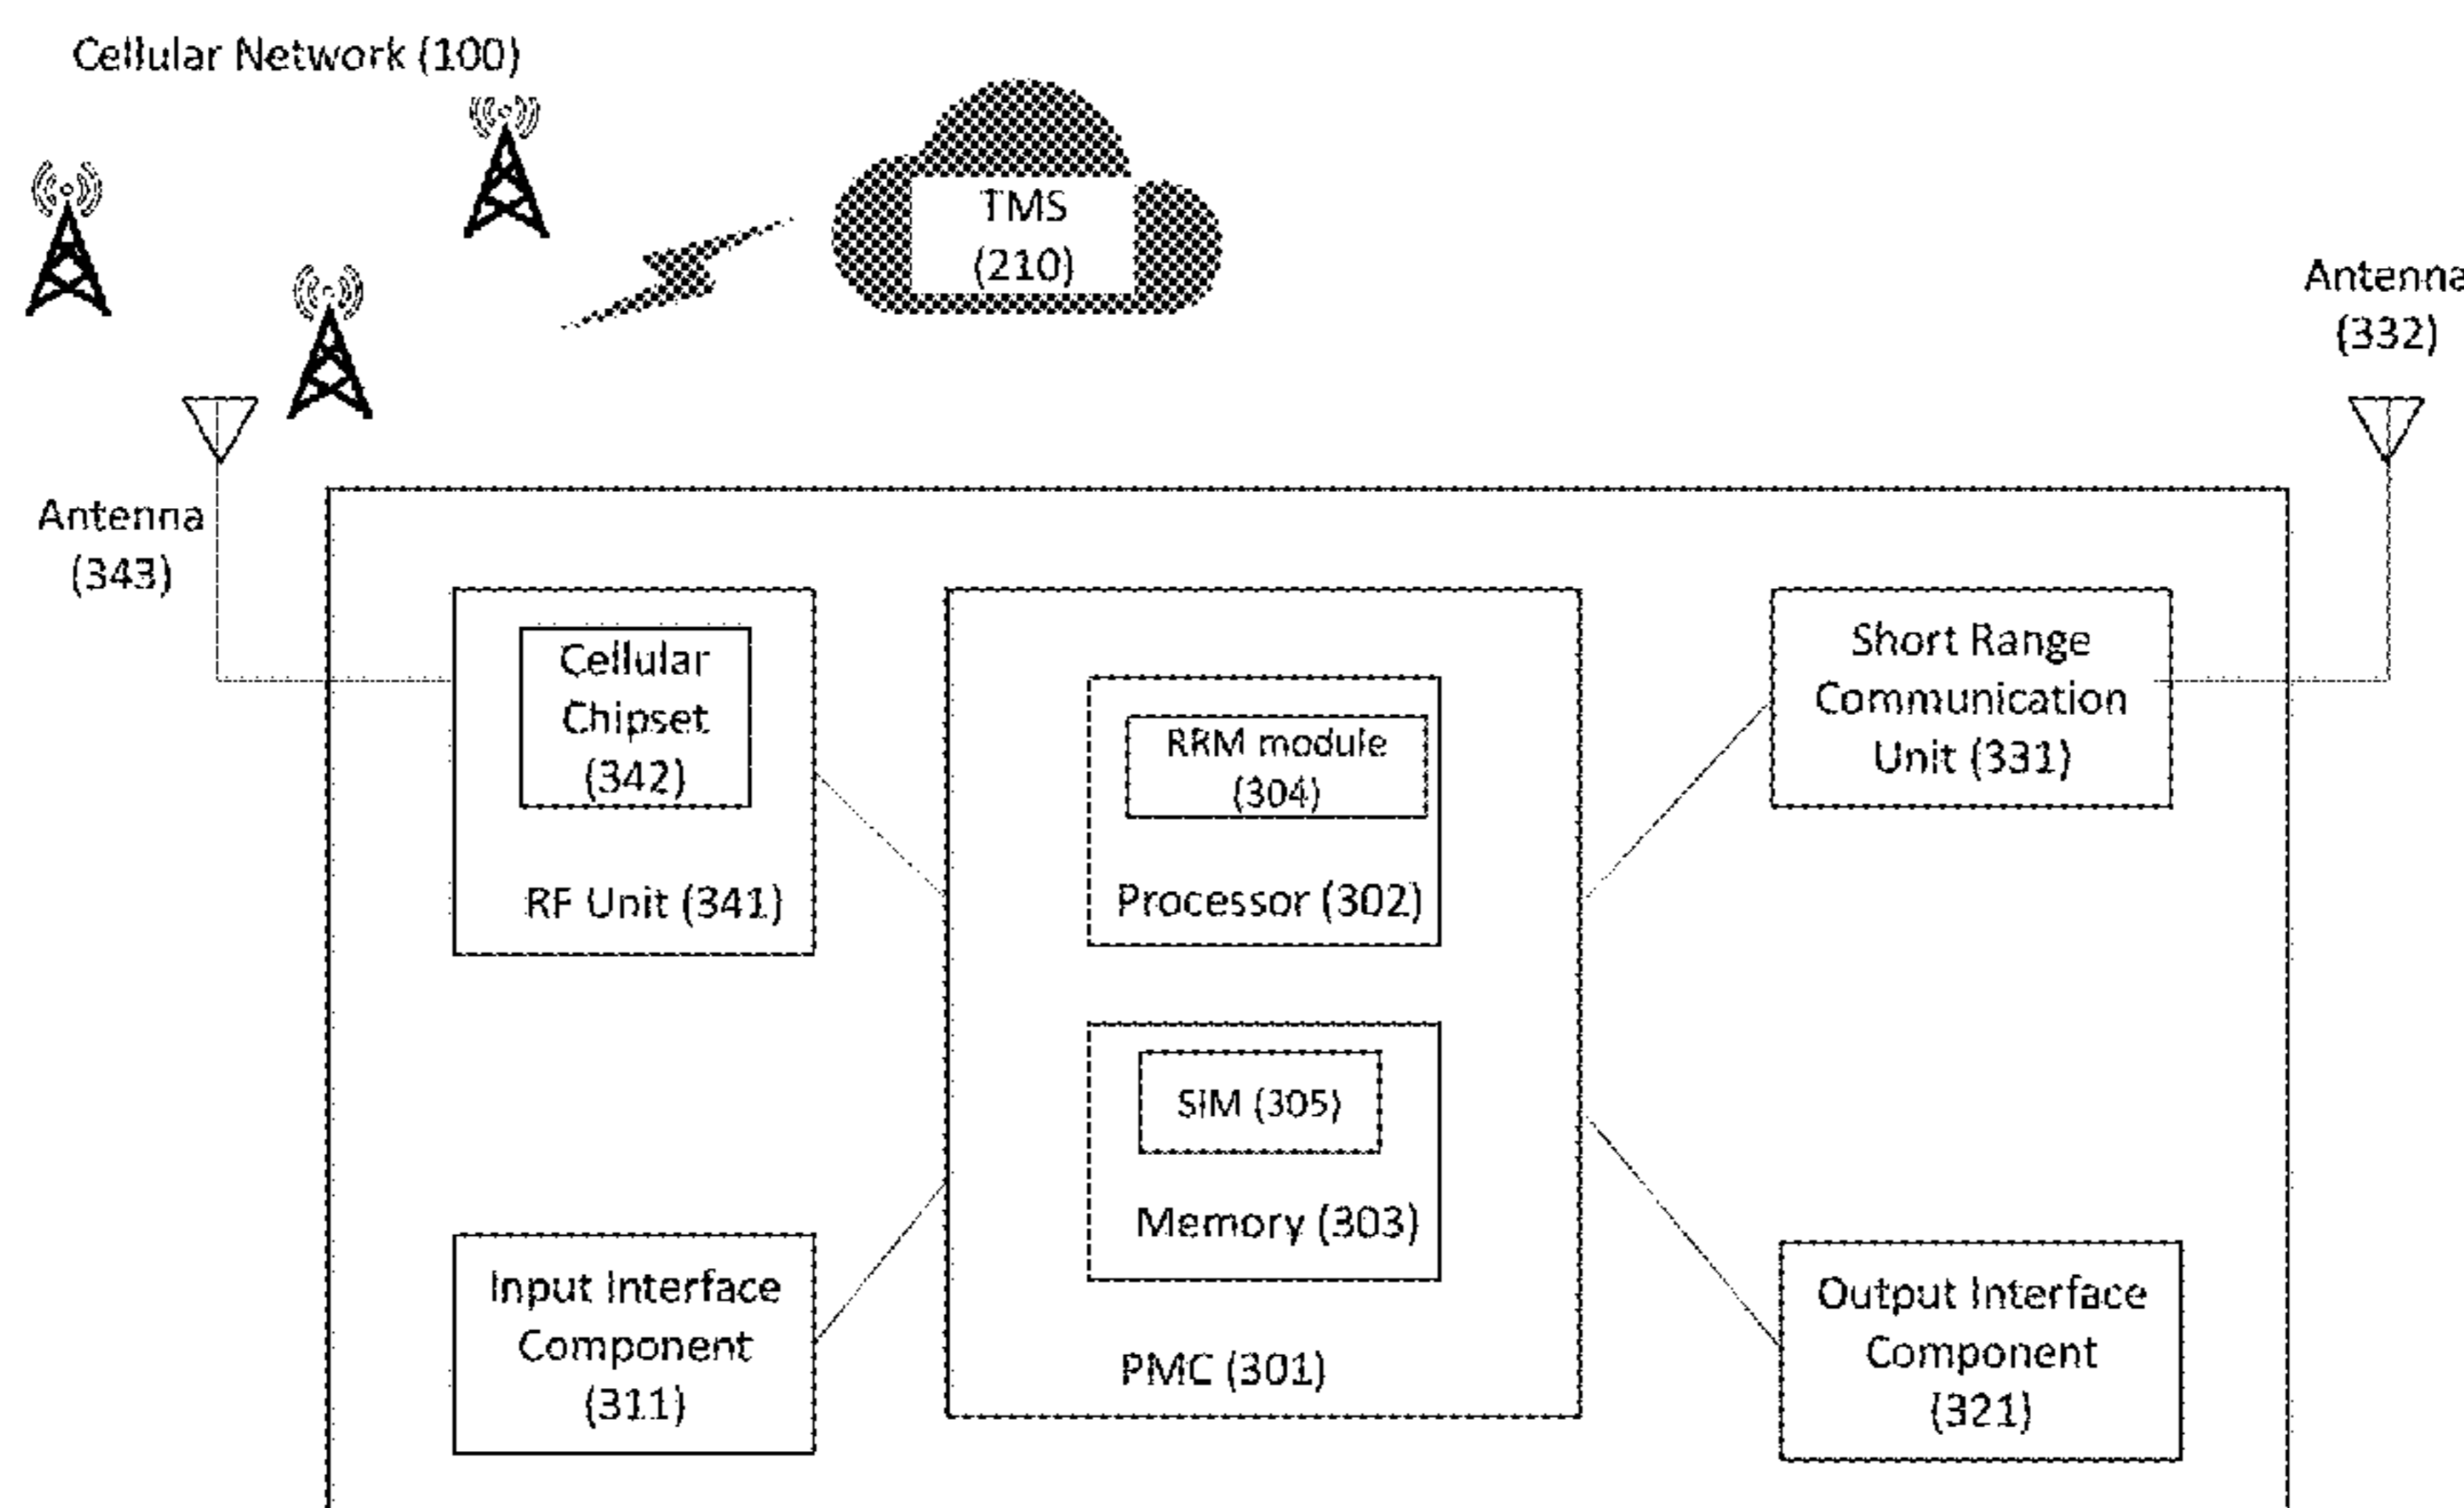 Cellular Network (100)
TMS
(210)
Antenna
(332)
Antenna
(343)
Cellular
Chipset
(342)
RF Unit (341)
RRM module
(304)
Processor (302)
SIM (305)
Memory (303)
PMC (301)
Short Range
Communication
Unit (331)
Input Interface
Component
(311)
Output Interface
Component
(321)